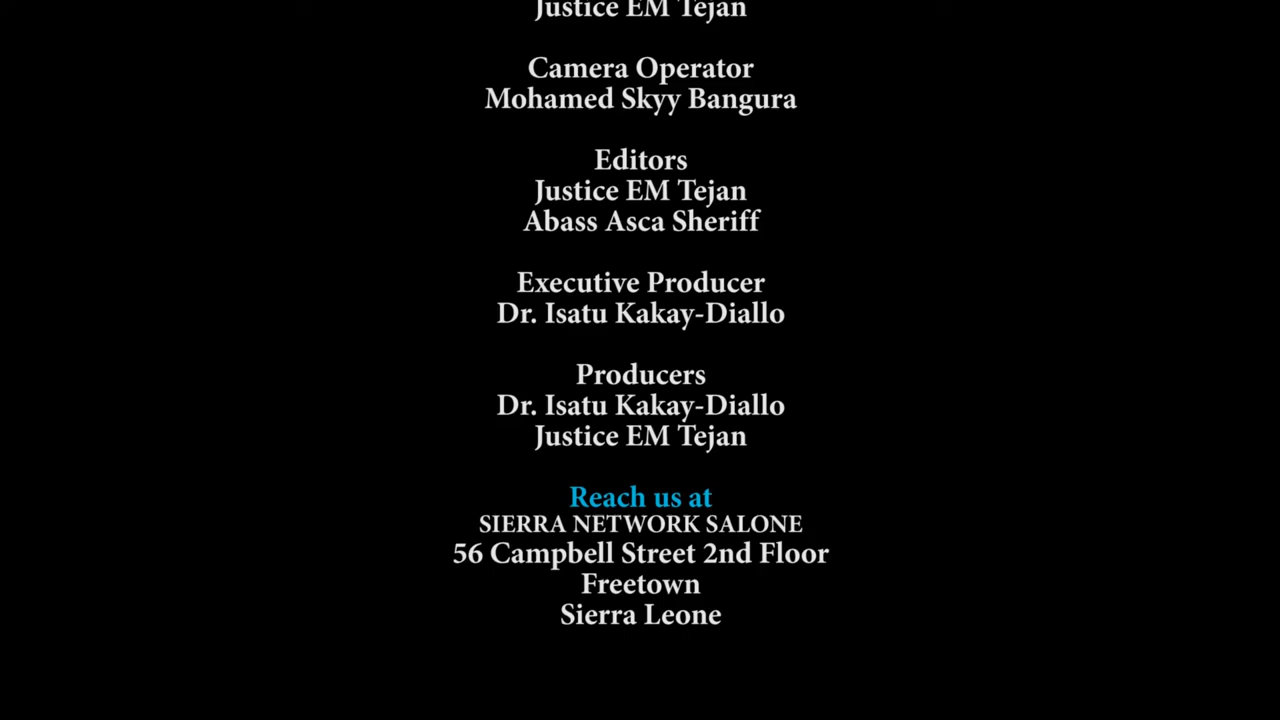 Justice EM Tejan
Camera Operator
Mohamed Skyy Bangura
Editors
Justice EM Tejan
Abass Asca Sheriff
Executive Producer
Dr. Isatu Kakay-Diallo
Producers
Dr. Isatu Kakay-Diallo
Justice EM Tejan
Reach us at
SIERRA NETWORK SALONE
56 Campbell Street 2nd Floor
Freetown
Sierra Leone